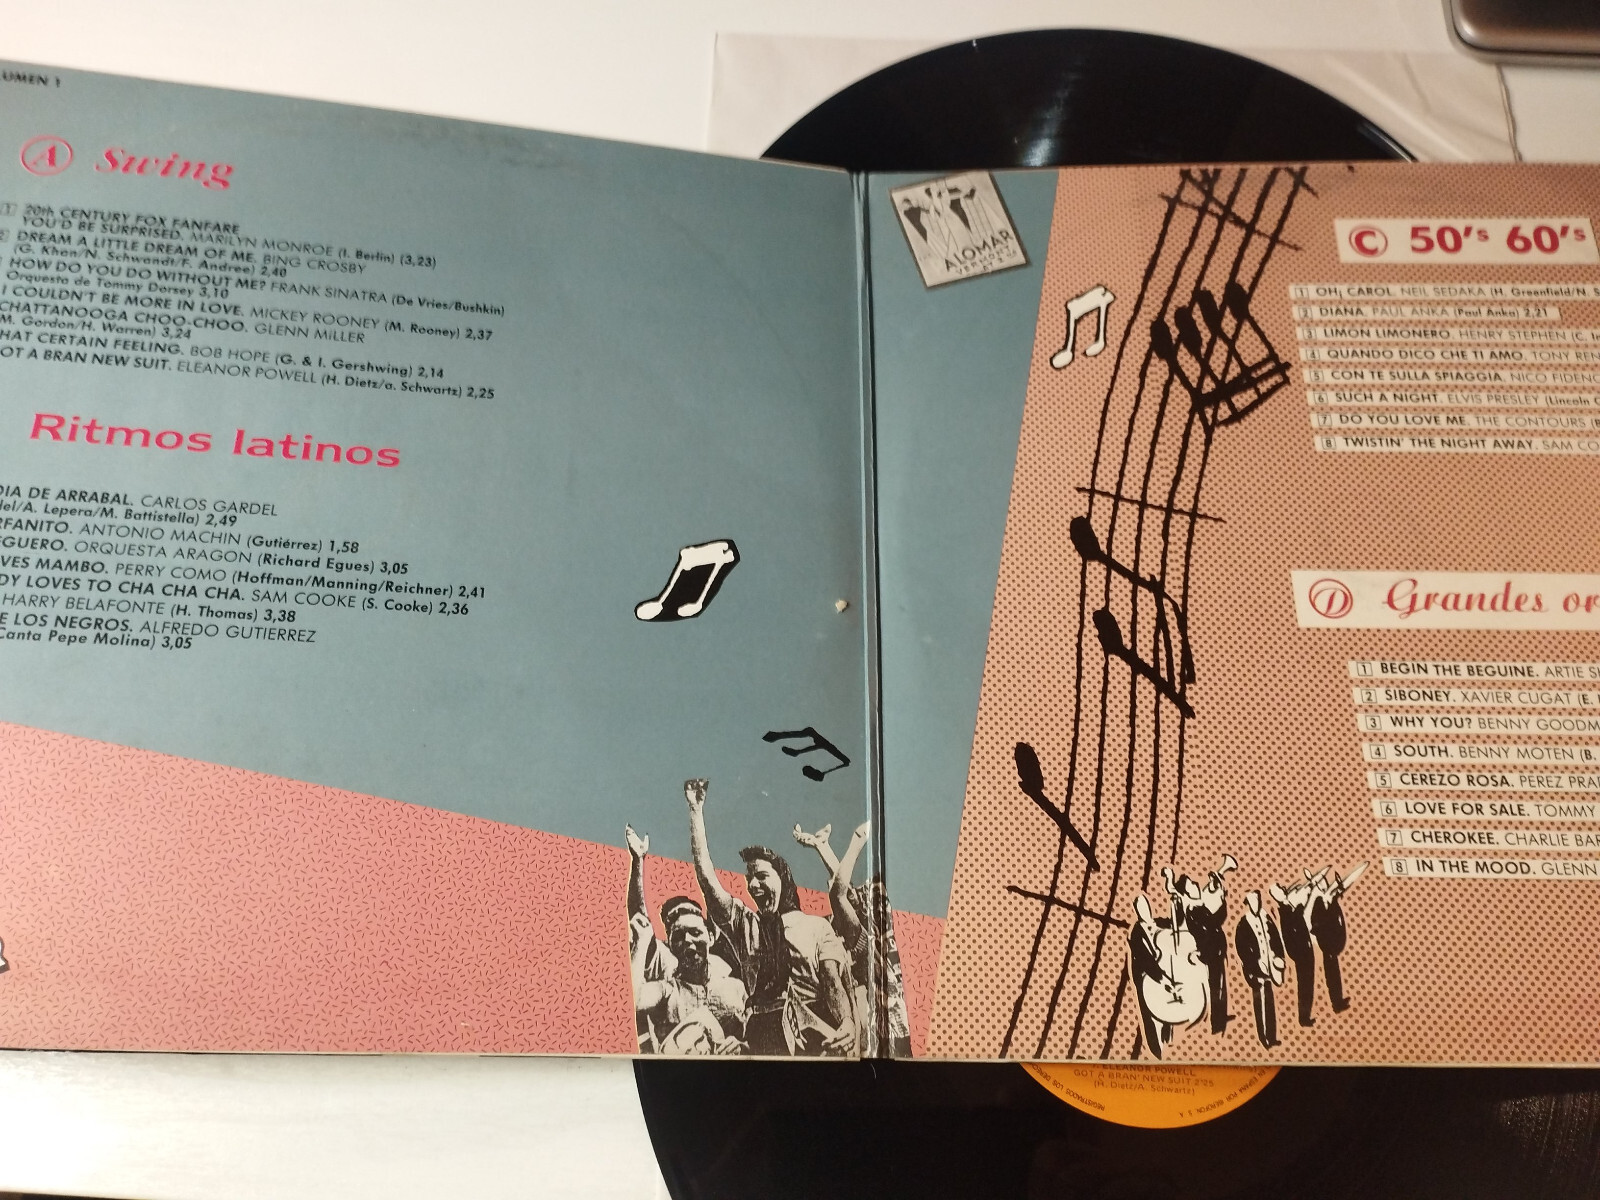 UMEN 1
A Swing
1 20th CENTURY FOX FANFARE
YOU'D BE SURPRISED. MARILYN MONROE (I. Berlin) (3,23)
2 DREAM A LITTLE DREAM OF ME. BING CROSBY
(G. Khen/N. Schwandt/F. Andree) 2,40
HOW DO YOU DO WITHOUT ME? FRANK SINATRA (De Vries/Bushkin)
Orquesta de Tommy Dorsey 3,10
I COULDN'T BE MORE IN LOVE. MICKEY ROONEY (M. Rooney) 2,37
CHATTANOOGA CHOO-CHOO. GLENN MILLER
M. Gordon/H. Warren) 3,24
HAT CERTAIN FEELING. BOB HOPE (G. & I. Gershwing) 2,14
OT A BRAN NEW SUIT. ELEANOR POWELL (H. Dietz/a. Schwartz) 2,25
Ritmos latinos
DIA DE ARRABAL. CARLOS GARDEL
del/A. Lepera/M. Battistella) 2,49
RFANITO. ANTONIO MACHIN (Gutiérrez) 1,58
EGUERO. ORQUESTA ARAGON (Richard Egues) 3,05
VES MAMBO. PERRY COMO (Hoffman/Manning/Reichner) 2,41
DY LOVES TO CHA CHA CHA. SAM COOKE (S. Cooke) 2,36
HARRY BELAFONTE (H. Thomas) 3,38
E LOS NEGROS. ALFREDO GUTIERREZ
Canta Pepe Molina) 3,05
ALOMAR
VERMONT
C 50's 60's
1 OH, CAROL. NEIL SEDAKA (H. Greenfield/N. S
2 DIANA. PAUL ANKA (Paul Anka) 2,21
3 LIMON LIMONERO. HENRY STEPHEN (C. I
4 QUANDO DICO CHE TI AMO. TONY REN
5 CON TE SULLA SPIAGGIA. NICO FIDENC
6 SUCH A NIGHT. ELVIS PRESLEY (Lincoln C
7 DO YOU LOVE ME. THE CONTOURS (B
8 TWISTIN' THE NIGHT AWAY. SAM CO
D Grandes or
1 BEGIN THE BEGUINE. ARTIE S
2 SIBONEY. XAVIER CUGAT (E.
3 WHY YOU? BENNY GOODM
4 SOUTH. BENNY MOTEN (B.
5 CEREZO ROSA. PEREZ PRA
6 LOVE FOR SALE. TOMMY
7 CHEROKEE. CHARLIE BAR
8 IN THE MOOD. GLENN
ELEANOR POWELL
GOT A BRAN' NEW SUIT 2'25
(H. Dietz/A. Schwartz)
REGISTRADOS LOS DEREC
ESPAÑA POR IBEROFON, S. A.